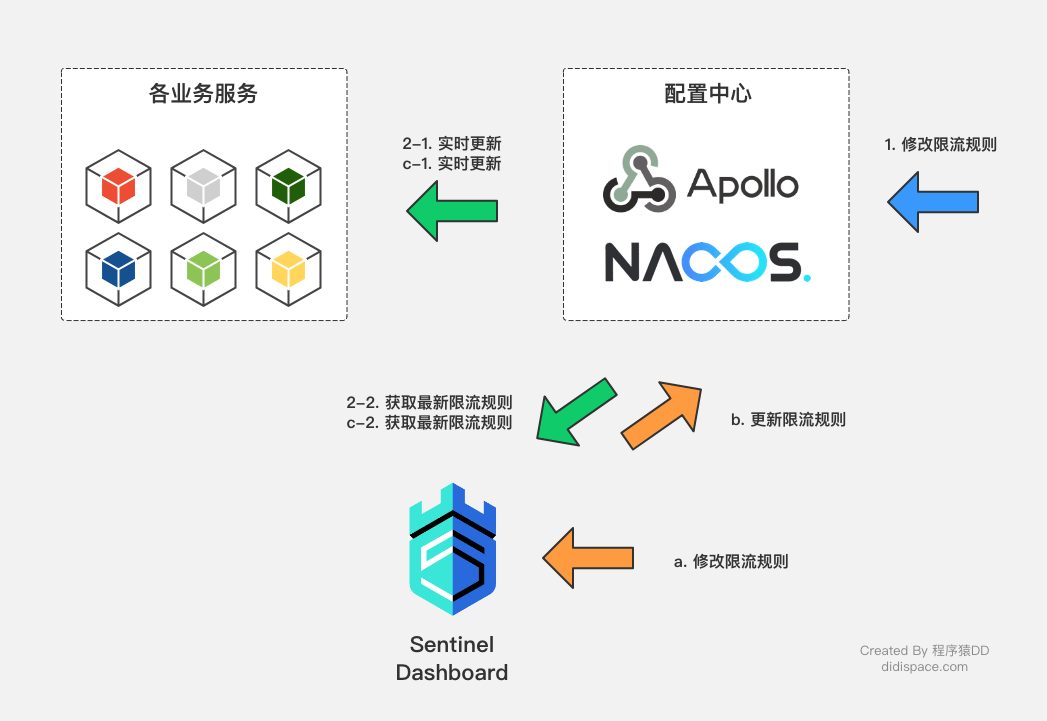 各业务服务
配置中心
2-1. 实时更新
c-1. 实时更新
1. 修改限流规则
Apollo
NACOS.
2-2. 获取最新限流规则
c-2. 获取最新限流规则
b. 更新限流规则
a. 修改限流规则
Sentinel
Dashboard
Created By 程序猿DD
didispace.com